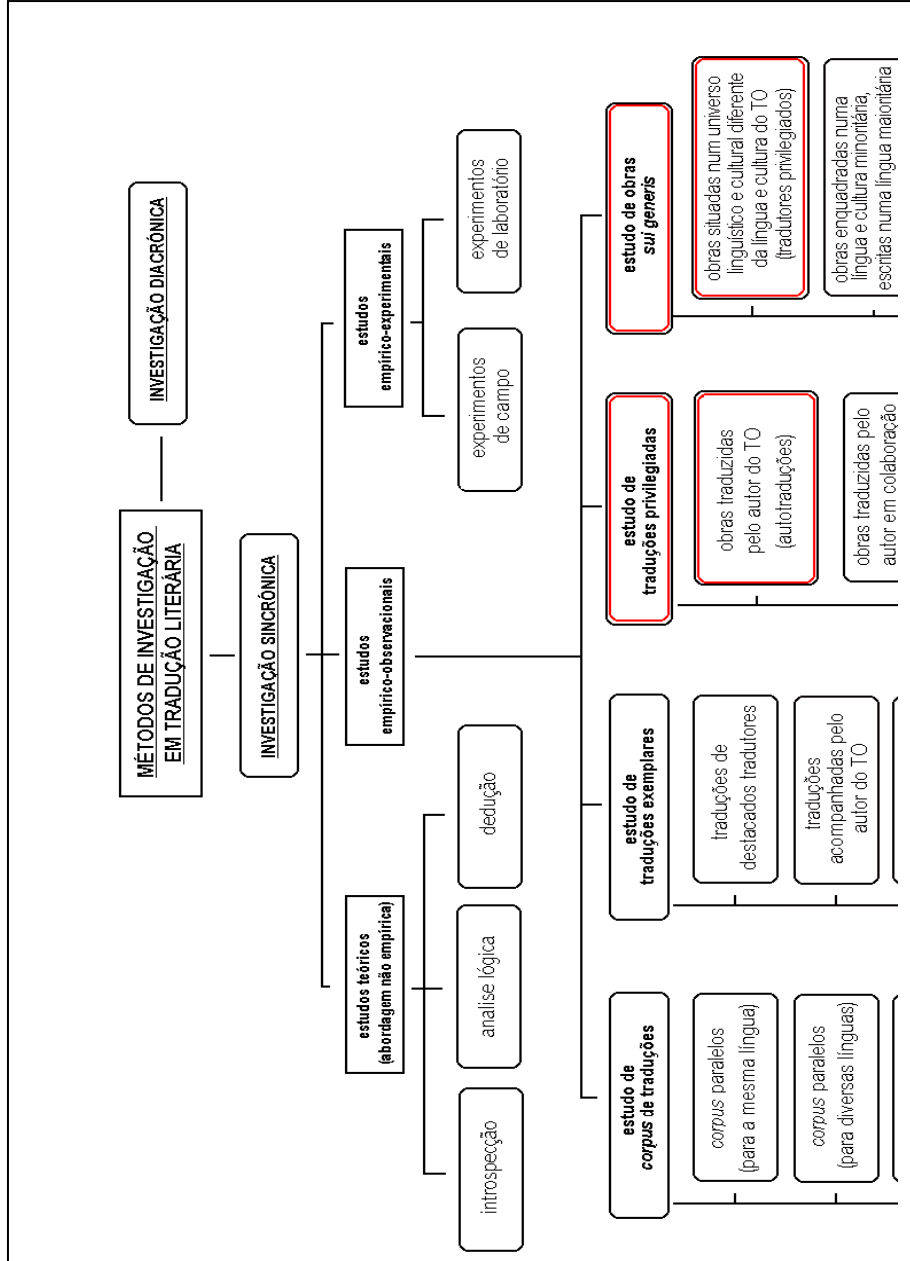 MÉTODOS DE INVESTIGAÇÃO
EM TRADUÇÃO LITERÁRIA
INVESTIGAÇÃO DIACRÓNICA
INVESTIGAÇÃO SINCRÓNICA
estudos teóricos
(abordagem não empírica)
estudos
empírico-observacionais
estudos
empírico-experimentais
introspecção
analise lógica
dedução
experimentos
de campo
experimentos
de laboratório
estudo de
corpus de traduções
estudo de
traduções exemplares
estudo de
traduções privilegiadas
estudo de obras
sui generis
corpus paralelos
(para a mesma língua)
traduções de
destacados tradutores
obras traduzidas
pelo autor do TO
(autotraduções)
obras situadas num universo
linguístico e cultural diferente
da língua e cultura do TO
(tradutores privilegiados)
corpus paralelos
(para diversas línguas)
traduções
acompanhadas pelo
autor do TO
obras traduzidas pelo
autor em colaboração
obras enquadradas numa
língua e cultura minoritária,
escritas numa língua maioritária